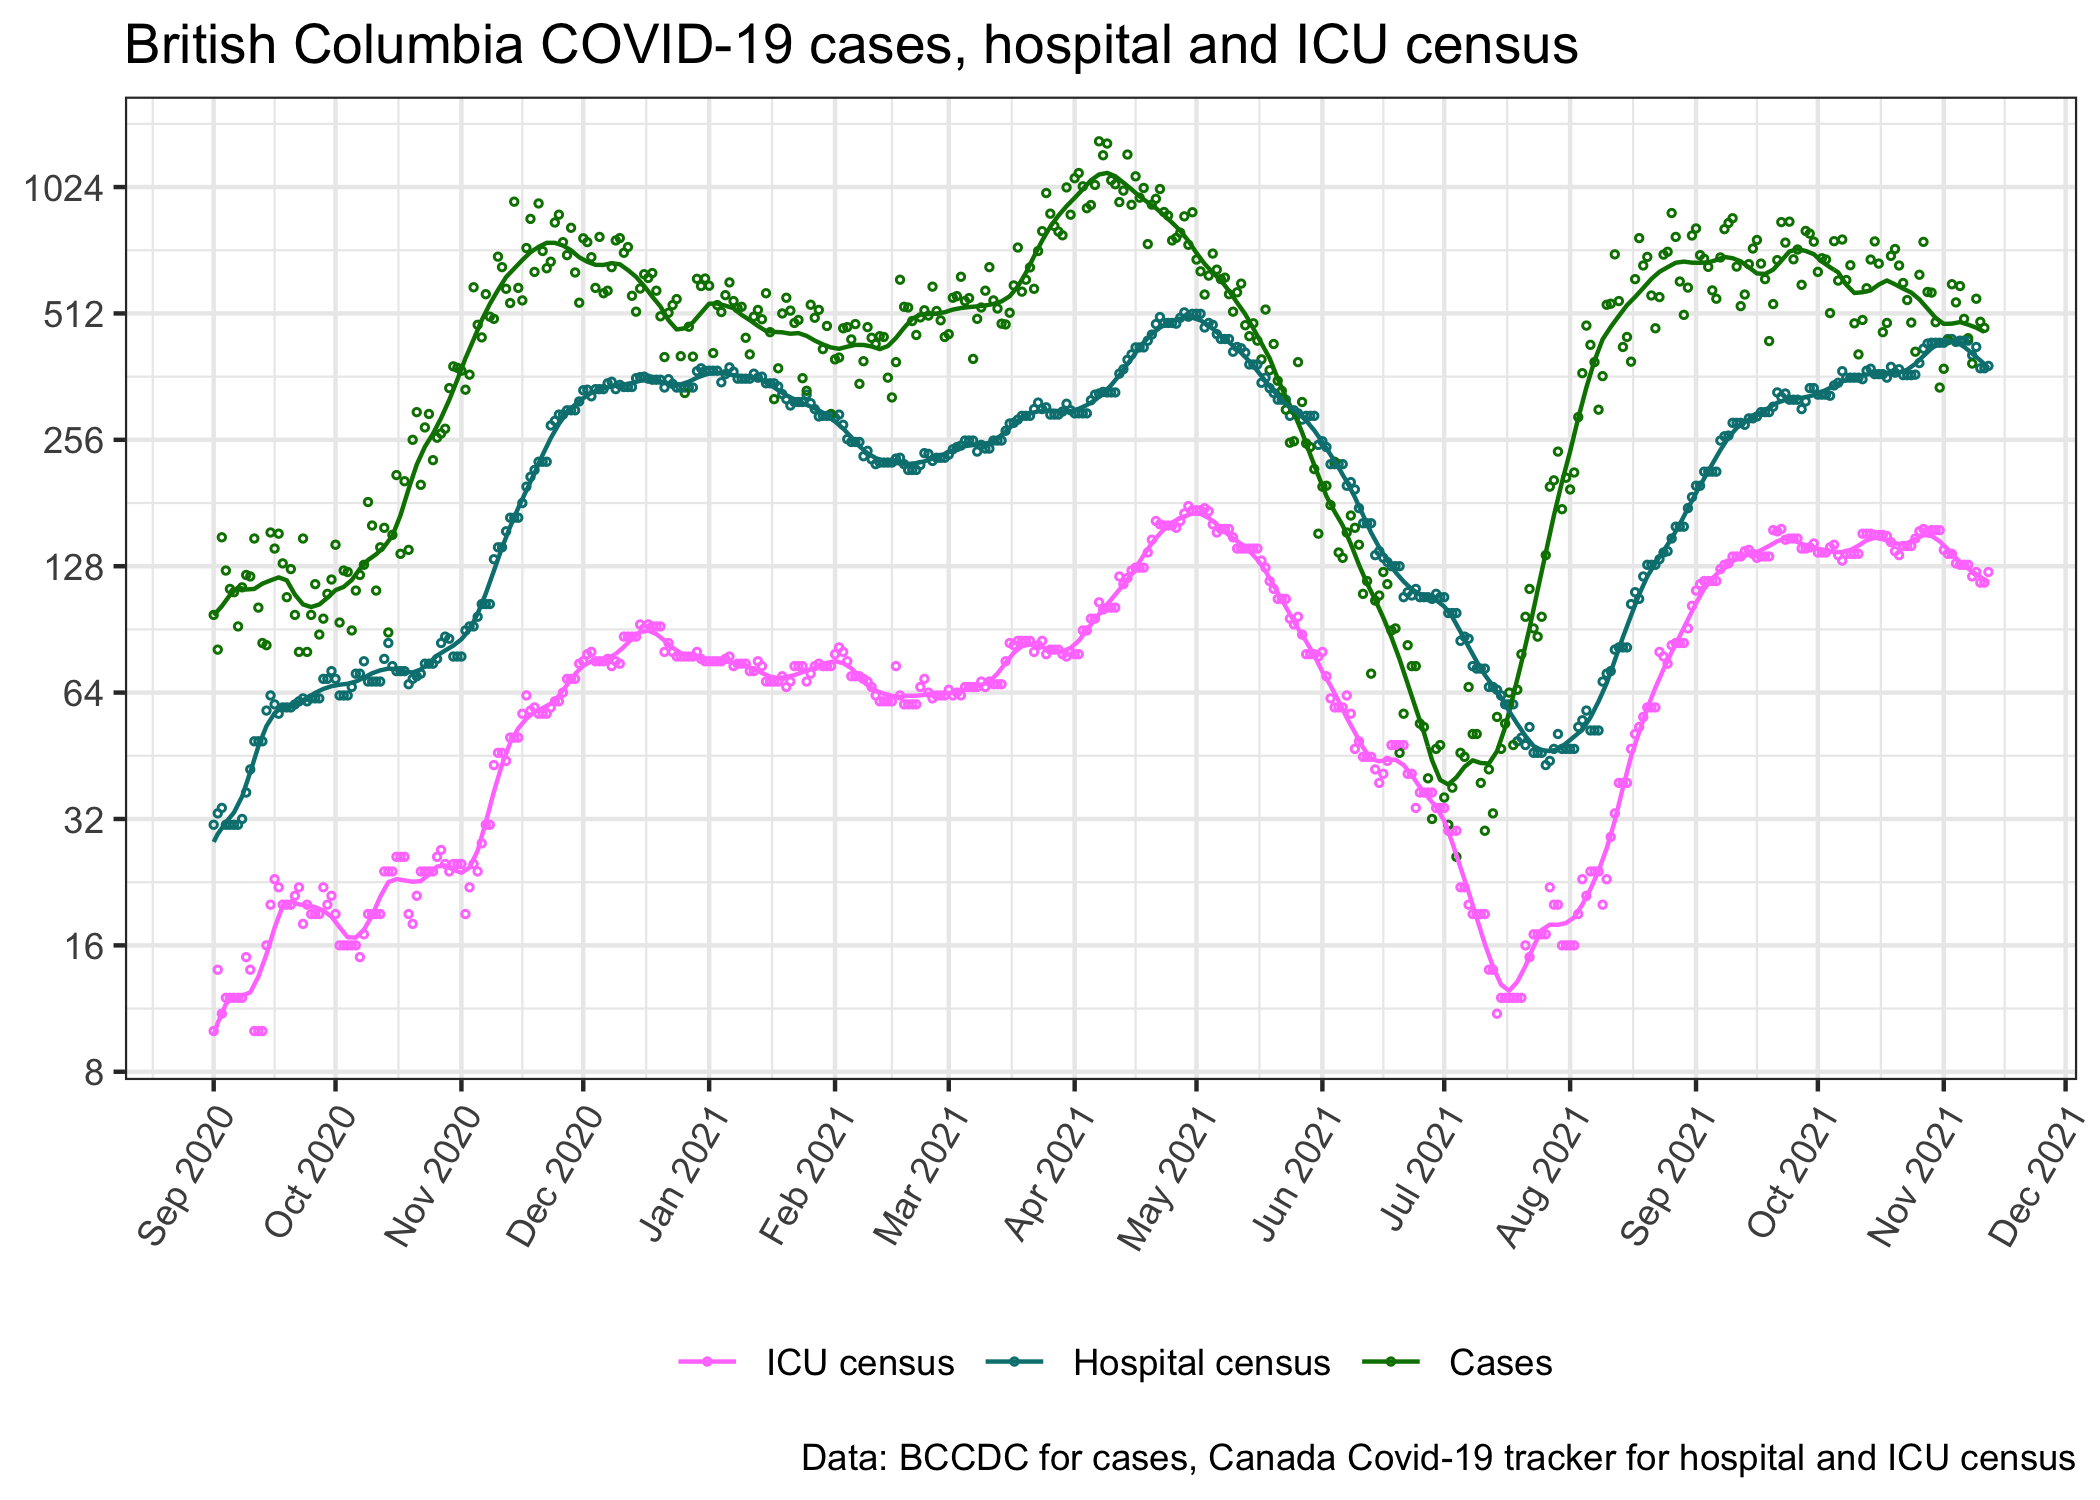 British Columbia COVID-19 cases, hospital and ICU census
1024
512
256
128
64
32
16
8
Sep 2020
Oct 2020
Nov 2020
Dec 2020
Jan 2021
Feb 2021
Mar 2021
Apr 2021
May 2021
Jun 2021
Jul 2021
Aug 2021
Sep 2021
Oct 2021
Nov 2021
Dec 2021
ICU census Hospital census Cases
Data: BCCDC for cases, Canada Covid-19 tracker for hospital and ICU census